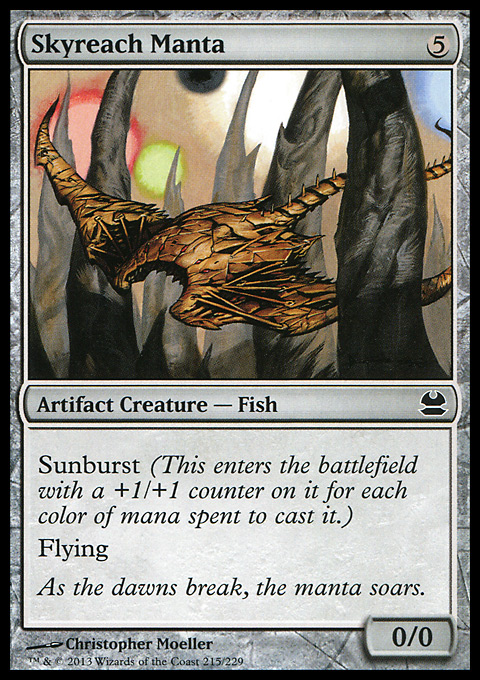 Skyreach Manta 5
Artifact Creature — Fish
Sunburst (This enters the battlefield
with a +1/+1 counter on it for each
color of mana spent to cast it.)
Flying
As the dawns break, the manta soars.
Christopher Moeller
0/0
™ & © 2013 Wizards of the Coast 215/229